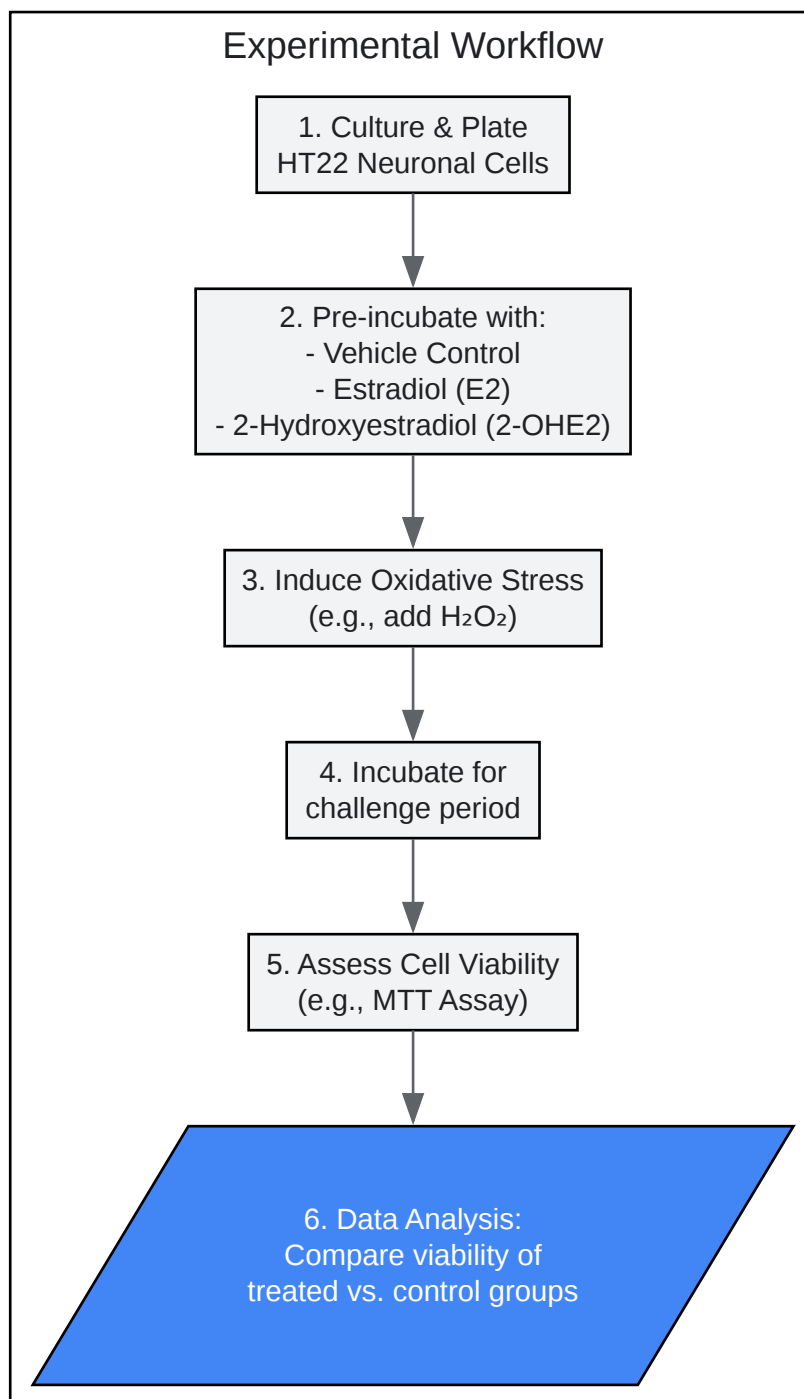 Experimental Workflow
1. Culture & Plate
HT22 Neuronal Cells
2. Pre-incubate with:
- Vehicle Control
- Estradiol (E2)
- 2-Hydroxyestradiol (2-OHE2)
3. Induce Oxidative Stress
(e.g., add H₂O₂)
4. Incubate for
challenge period
5. Assess Cell Viability
(e.g., MTT Assay)
6. Data Analysis:
Compare viability of
treated vs. control groups